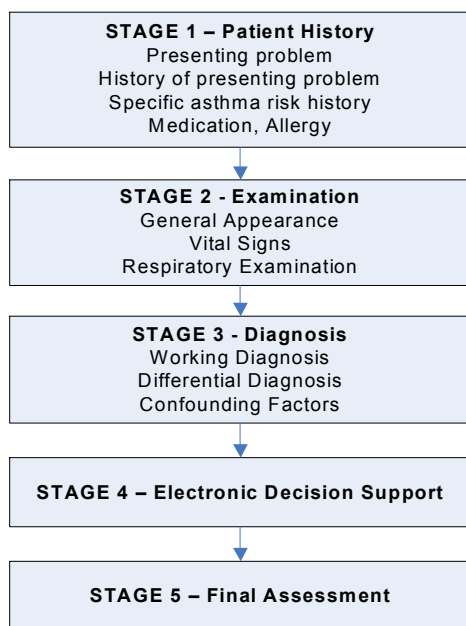 STAGE 1 – Patient History
Presenting problem
History of presenting problem
Specific asthma risk history
Medication, Allergy
STAGE 2 - Examination
General Appearance
Vital Signs
Respiratory Examination
STAGE 3 - Diagnosis
Working Diagnosis
Differential Diagnosis
Confounding Factors
STAGE 4 – Electronic Decision Support
STAGE 5 – Final Assessment